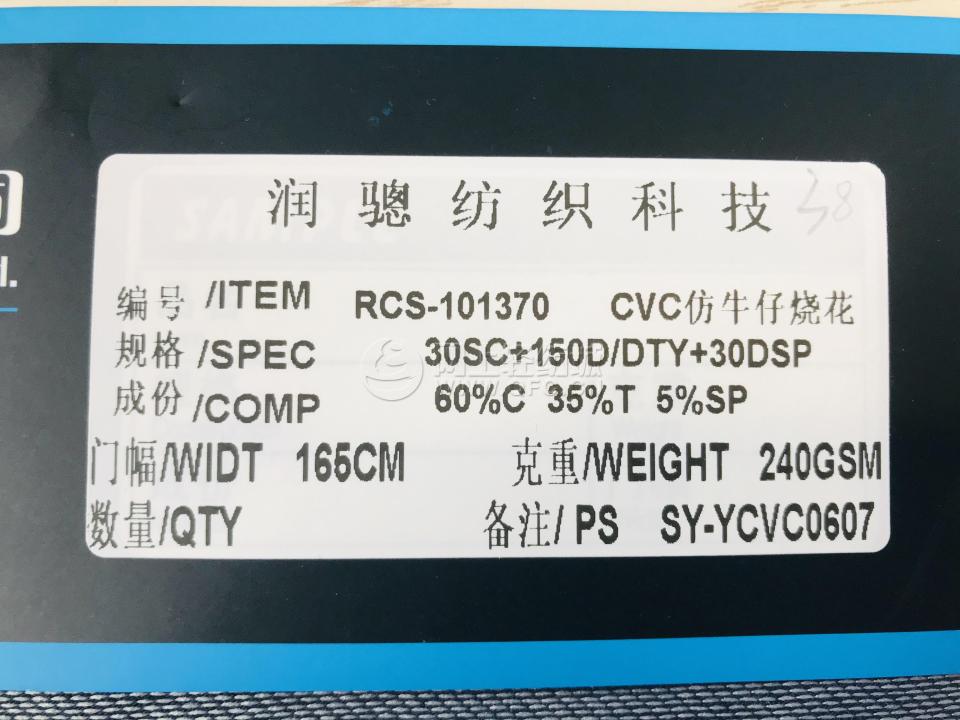 润骢纺织科技 38
编号/ITEM RCS-101370 CVC仿牛仔烧花
规格/SPEC 30SC+150D/DTY+30DSP
成份/COMP 60%C 35%T 5%SP
门幅/WIDT 165CM 克重/WEIGHT 240GSM
数量/QTY 备注/PS SY-YCVC0607